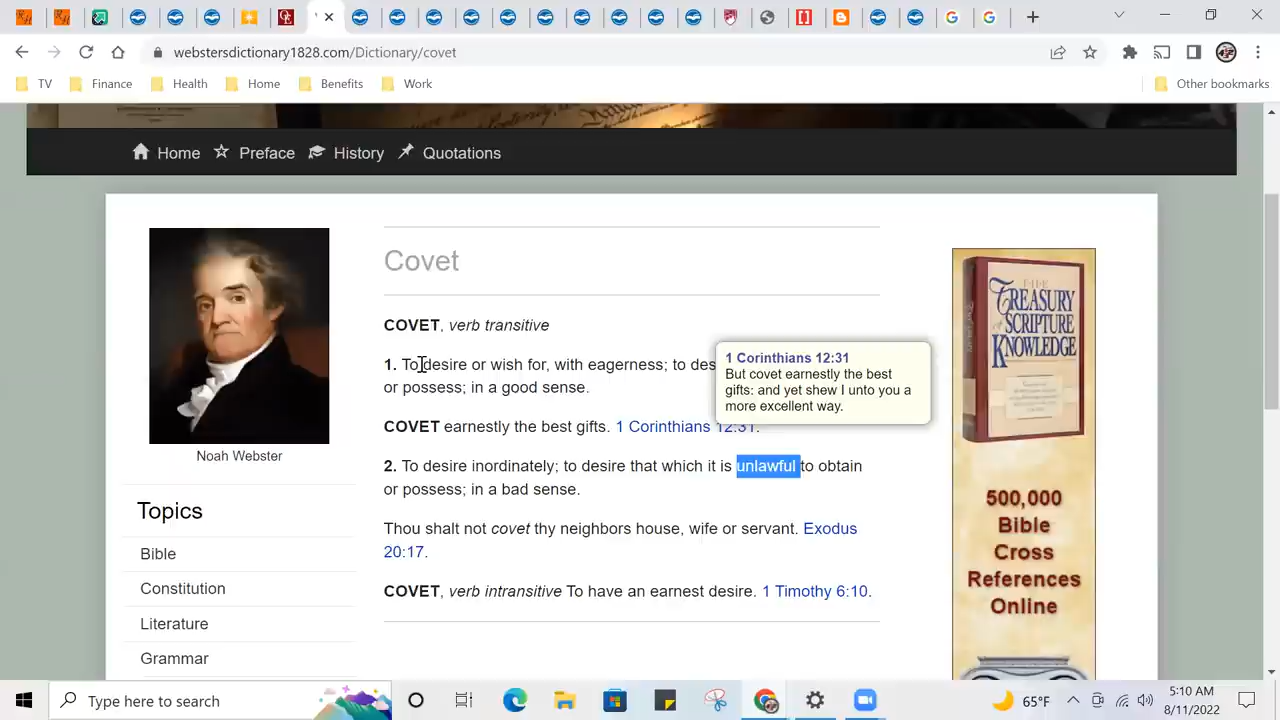 webstersdictionary1828.com/Dictionary/covet
TV Finance Health Home Benefits Work Other bookmarks
Home Preface History Quotations
Covet
COVET, verb transitive
1. To desire or wish for, with eagerness; to des
or possess; in a good sense.
1 Corinthians 12:31
But covet earnestly the best
gifts: and yet shew I unto you a
more excellent way.
COVET earnestly the best gifts. 1 Corinthians 12:31.
2. To desire inordinately; to desire that which it is unlawful to obtain
or possess; in a bad sense.
Thou shalt not covet thy neighbors house, wife or servant. Exodus
20:17.
COVET, verb intransitive To have an earnest desire. 1 Timothy 6:10.
Noah Webster
Topics
Bible
Constitution
Literature
Grammar
THE
TREASURY
OF
SCRIPTURE
KNOWLEDGE
500,000
Bible
Cross
References
Online
Type here to search
65°F
5:10 AM
8/11/2022